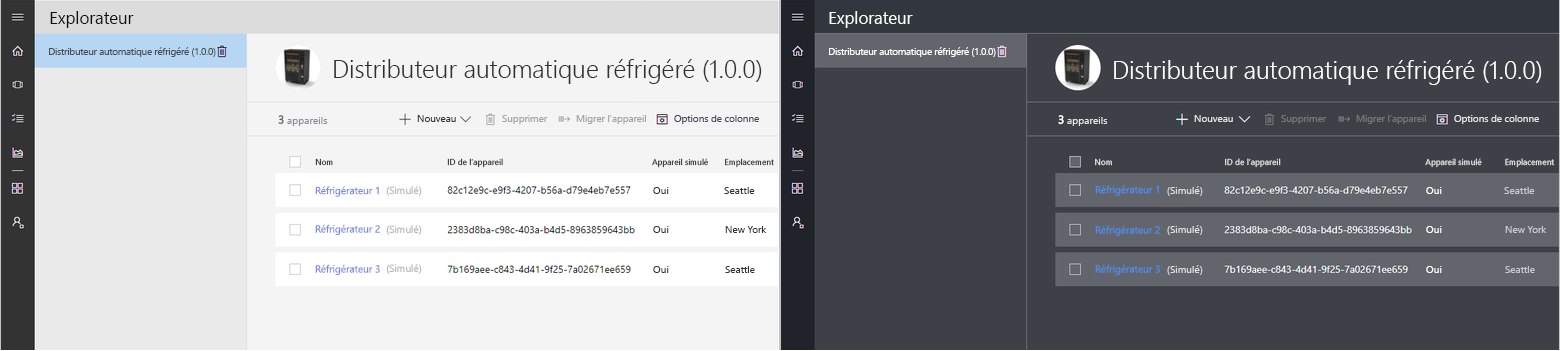 Explorateur
Distributeur automatique réfrigéré (1.0.0)
Distributeur automatique réfrigéré (1.0.0)
3 appareils Nouveau Supprimer Migrer l'appareil Options de colonne
Nom ID de l'appareil Appareil simulé Emplacement
Réfrigérateur 1 (Simulé) 82c12e9c-e9f3-4207-b56a-d79e4eb7e557 Oui Seattle
Réfrigérateur 2 (Simulé) 2383d8ba-c98c-403a-b4d5-8963859643bb Oui New York
Réfrigérateur 3 (Simulé) 7b169aee-c843-4d41-9f25-7a02671ee659 Oui Seattle
Explorateur
Distributeur automatique réfrigéré (1.0.0)
Distributeur automatique réfrigéré (1.0.0)
3 appareils Nouveau Supprimer Migrer l'appareil Options de colonne
Nom ID de l'appareil Appareil simulé Emplacement
Réfrigérateur 1 (Simulé) 82c12e9c-e9f3-4207-b56a-d79e4eb7e557 Oui Seattle
Réfrigérateur 2 (Simulé) 2383d8ba-c98c-403a-b4d5-8963859643bb Oui New York
Réfrigérateur 3 (Simulé) 7b169aee-c843-4d41-9f25-7a02671ee659 Oui Seattle